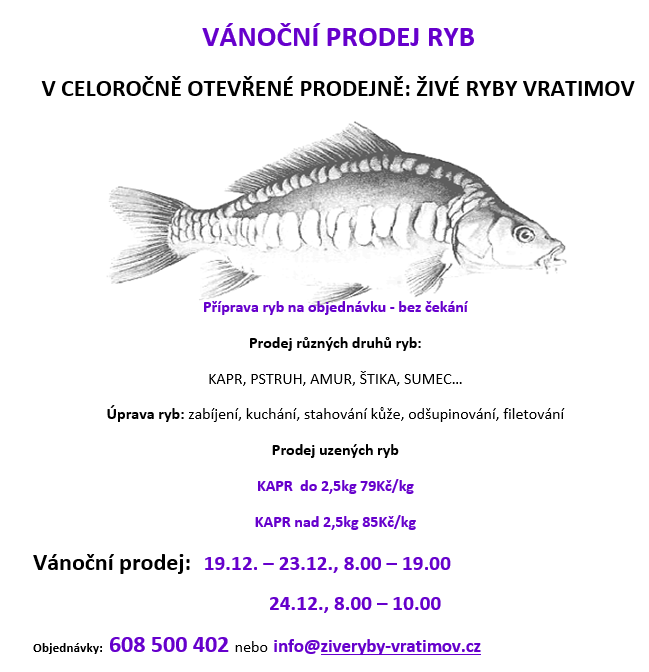 VÁNOČNÍ PRODEJ RYB
V CELOROČNĚ OTEVŘENÉ PRODEJNĚ: ŽIVÉ RYBY VRATIMOV
Příprava ryb na objednávku - bez čekání
Prodej různých druhů ryb:
KAPR, PSTRUH, AMUR, ŠTIKA, SUMEC…
Úprava ryb: zabíjení, kuchání, stahování kůže, odšupinování, filetování
Prodej uzených ryb
KAPR do 2,5kg 79Kč/kg
KAPR nad 2,5kg 85Kč/kg
Vánoční prodej: 19.12. – 23.12., 8.00 – 19.00
24.12., 8.00 – 10.00
Objednávky: 608 500 402 nebo info@ziveryby-vratimov.cz